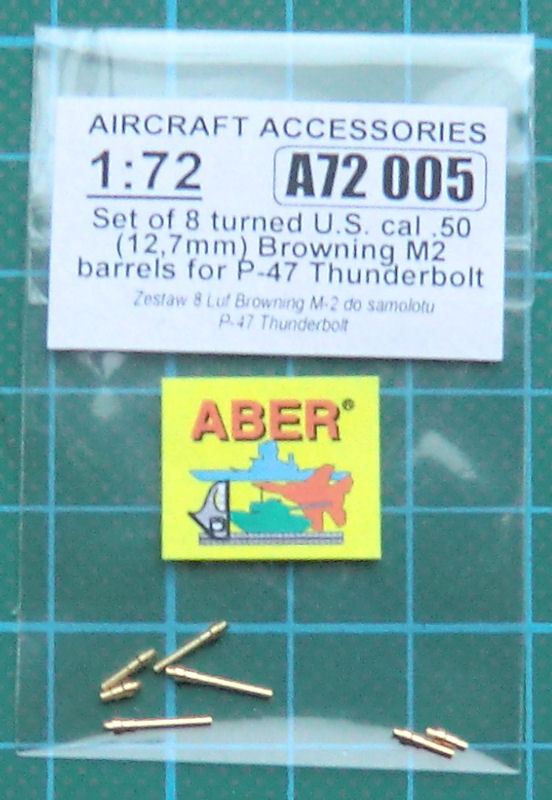 AIRCRAFT ACCESSORIES
1:72 A72 005
Set of 8 turned U.S. cal .50
(12,7mm) Browning M2
barrels for P-47 Thunderbolt
Zestaw 8 Luf Browning M-2 do samolotu
P-47 Thunderbolt
ABER®